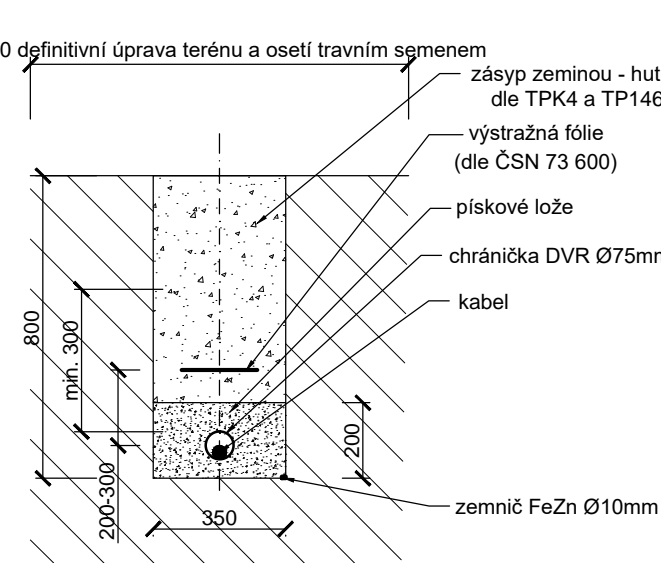 0 definitivní úprava terénu a osetí travním semenem
zásyp zeminou - hut
dle TPK4 a TP146
výstražná fólie
(dle ČSN 73 600)
pískové lože
chránička DVR Ø75mm
kabel
800
min. 300
200-300
200
350
zemnič FeZn Ø10mm